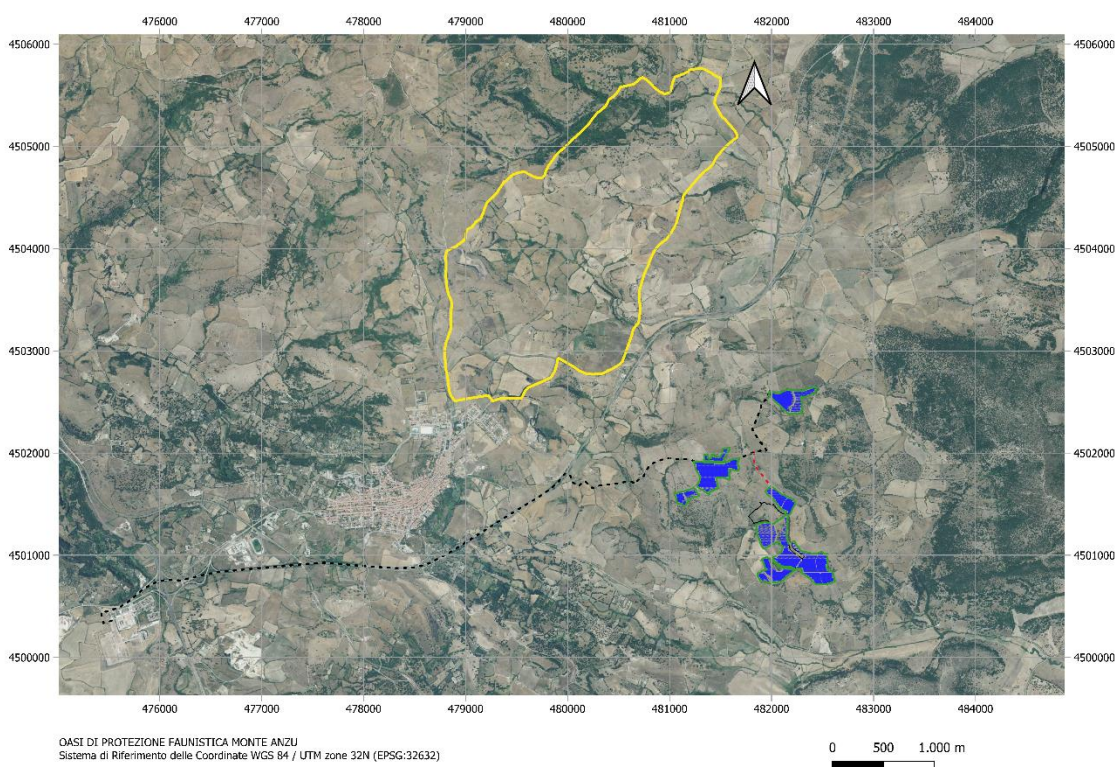 476000 477000 478000 479000 480000 481000 482000 483000 484000
4506000 4506000
4505000 4505000
4504000 4504000
4503000 4503000
4502000 4502000
4501000 4501000
4500000 4500000
476000 477000 478000 479000 480000 481000 482000 483000 484000
OASI DI PROTEZIONE FAUNISTICA MONTE ANZU
Sistema di Riferimento delle Coordinate WGS 84 / UTM zone 32N (EPSG:32632)
0 500 1.000 m